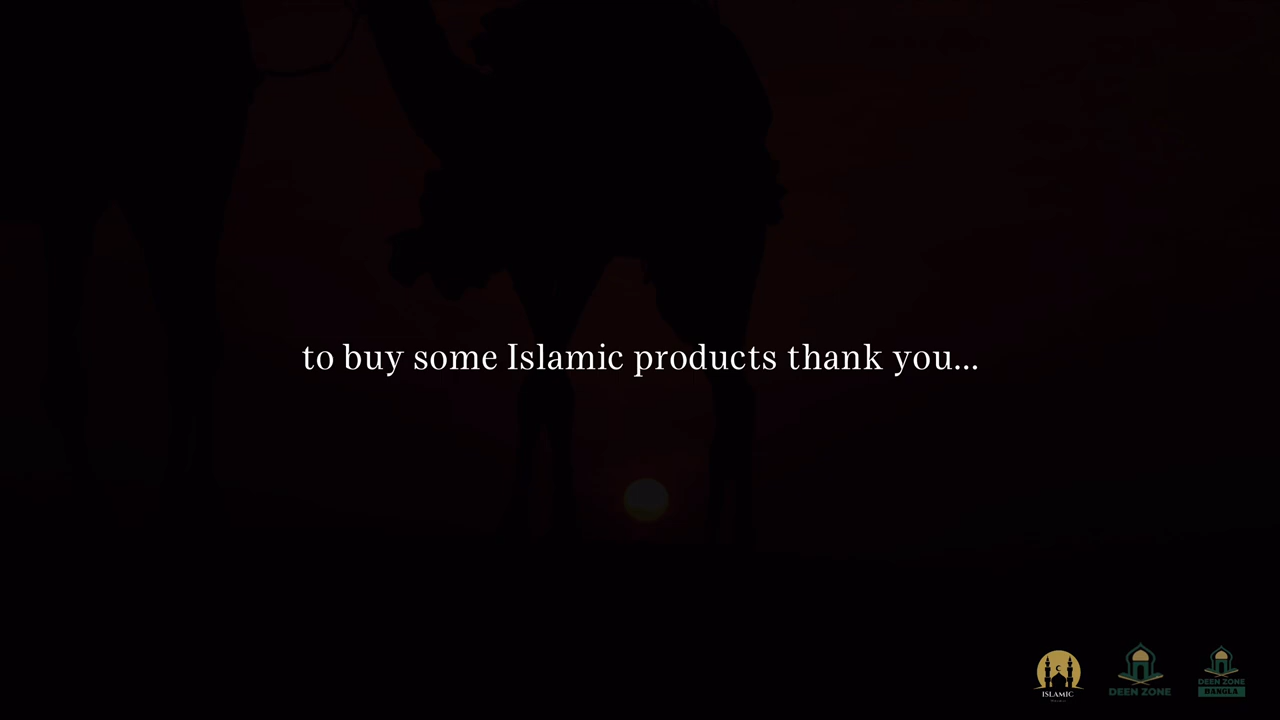 to buy some Islamic products thank you...
ISLAMIC
DEEN ZONE
DEEN ZONE
BANGLA